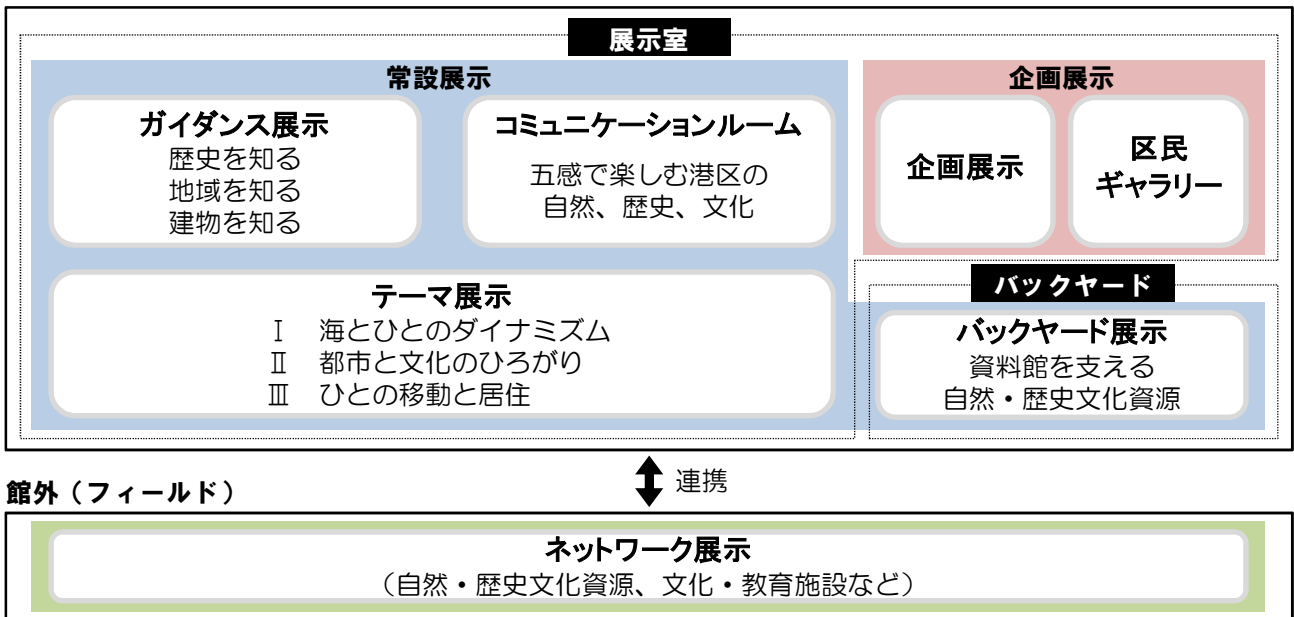 展示室
常設展示
ガイダンス展示
歴史を知る
地域を知る
建物を知る
コミュニケーションルーム
五感で楽しむ港区の
自然、歴史、文化
企画展示
企画展示
区民
ギャラリー
テーマ展示
Ⅰ 海とひとのダイナミズム
Ⅱ 都市と文化のひろがり
Ⅲ ひとの移動と居住
バックヤード
バックヤード展示
資料館を支える
自然・歴史文化資源
連携
館外（フィールド）
ネットワーク展示
（自然・歴史文化資源、文化・教育施設など）